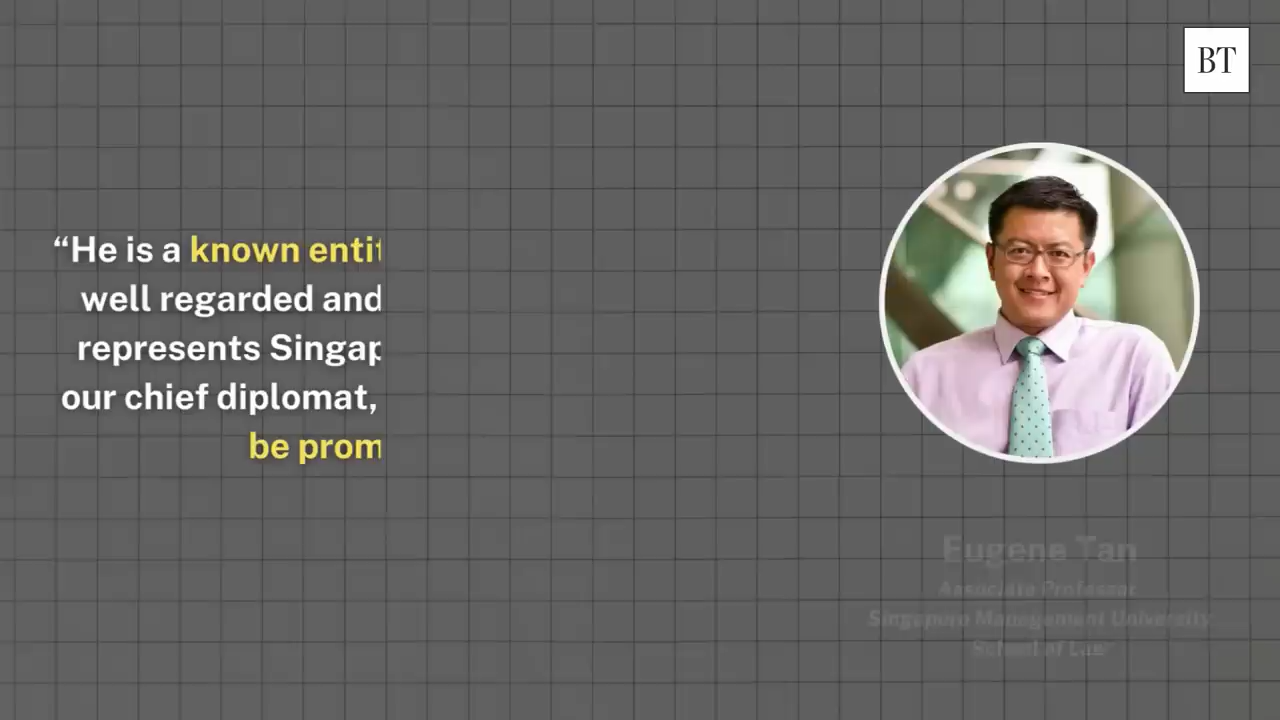 BT
“He is a known entit
well regarded and
represents Singap
our chief diplomat,
be prom
Eugene Tan
Associate Professor
Singapore Management University
School of Law